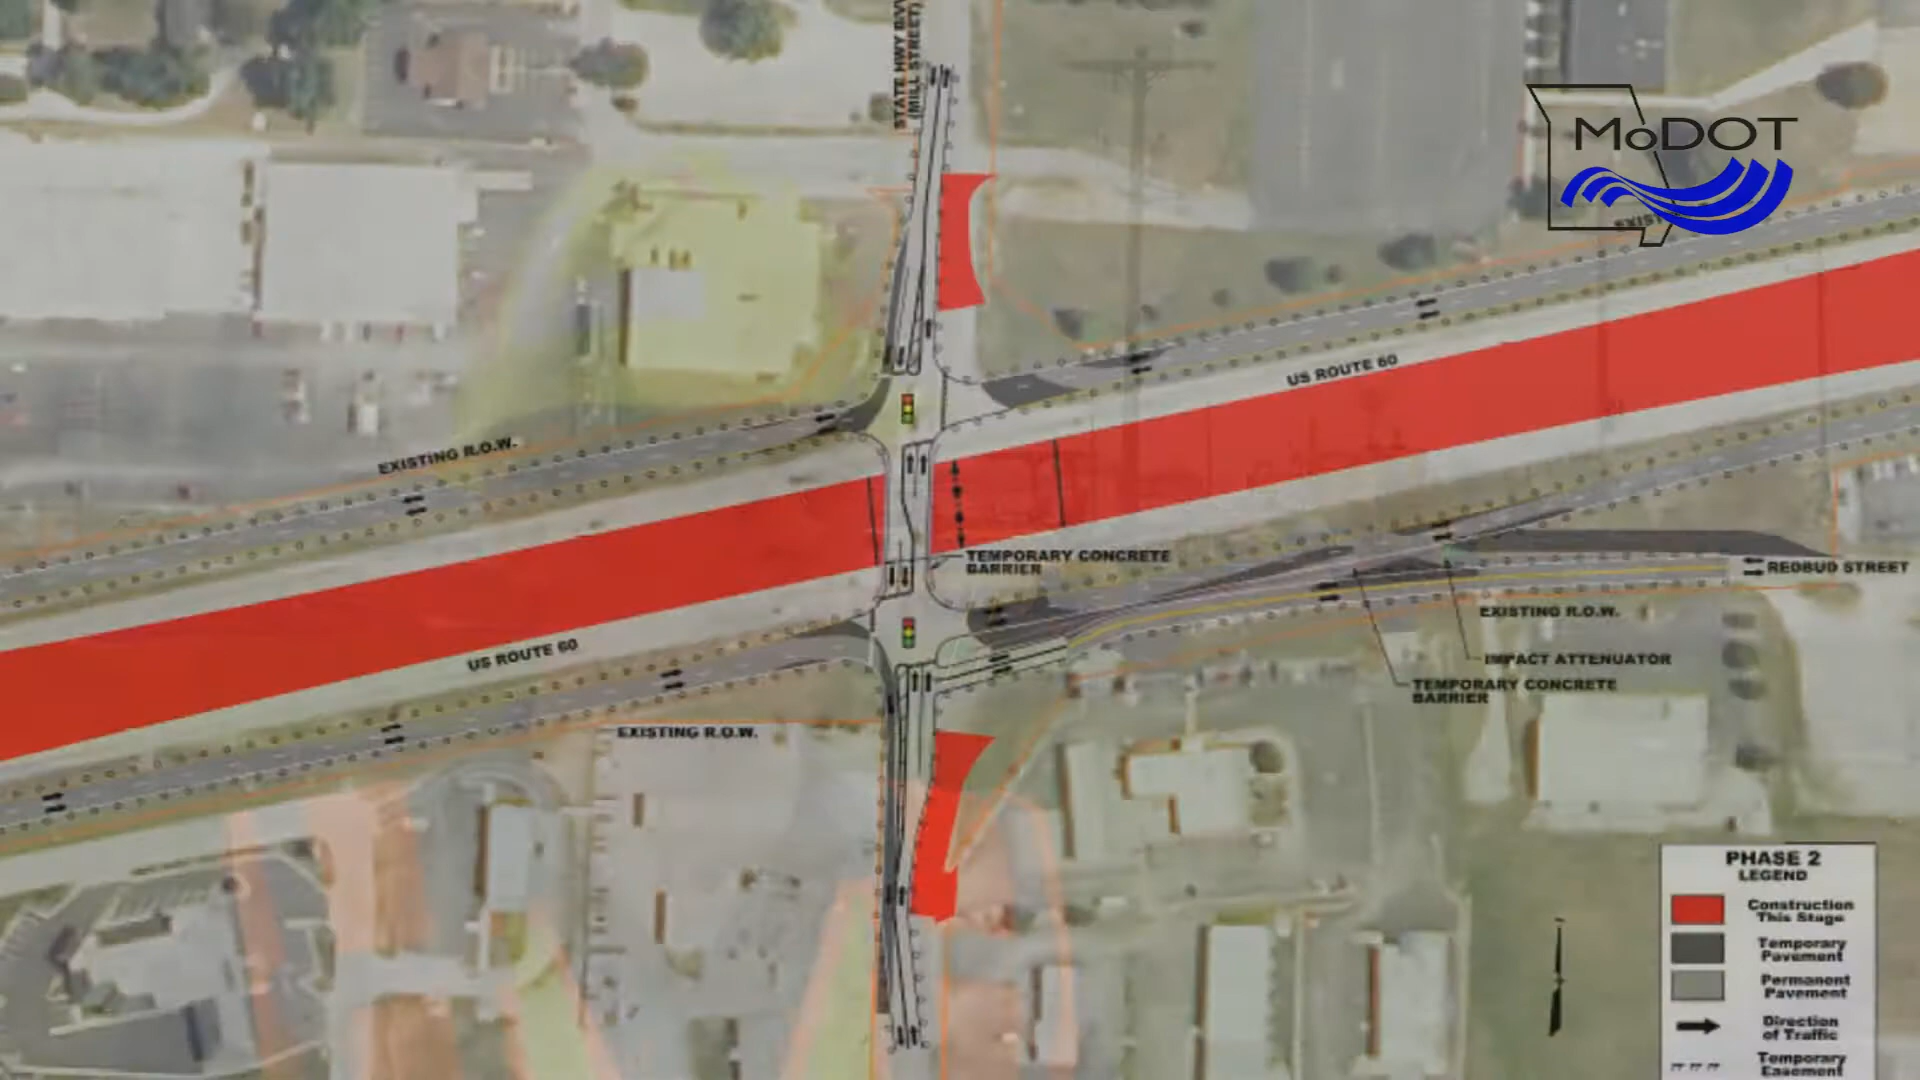 STATE HWY B/VV
(MILL STREET)
MoDOT
EXIST
US ROUTE 60
EXISTING R.O.W.
TEMPORARY CONCRETE
BARRIER
REDBUD STREET
EXISTING R.O.W.
US ROUTE 60
IMPACT ATTENUATOR
TEMPORARY CONCRETE
BARRIER
EXISTING R.O.W.
PHASE 2
LEGEND
Construction
This Stage
Temporary
Pavement
Permanent
Pavement
Direction
of Traffic
Temporary
Easement